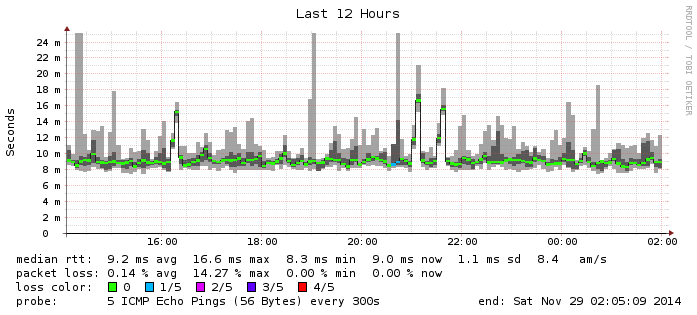 Last 12 Hours
RRDTOOL / TOBI OETIKER
Seconds
24 m
22 m
20 m
18 m
16 m
14 m
12 m
10 m
8 m
6 m
4 m
2 m
0
16:00 18:00 20:00 22:00 00:00 02:00
median rtt: 9.2 ms avg 16.6 ms max 8.3 ms min 9.0 ms now 1.1 ms sd 8.4 am/s
packet loss: 0.14 % avg 14.27 % max 0.00 % min 0.00 % now
loss color: 0 1/5 2/5 3/5 4/5
probe: 5 ICMP Echo Pings (56 Bytes) every 300s end: Sat Nov 29 02:05:09 2014